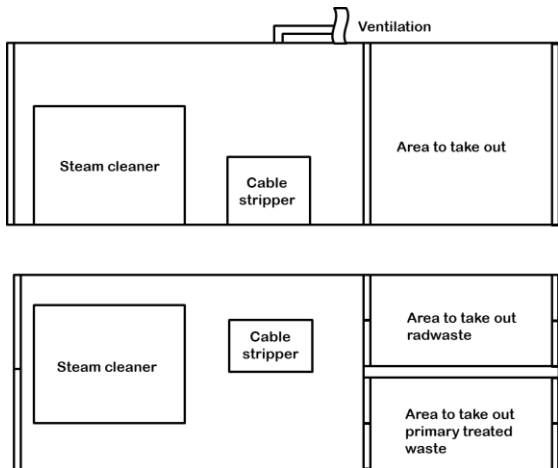 Ventilation
Steam cleaner
Cable
stripper
Area to take out
Steam cleaner
Cable
stripper
Area to take out
radwaste
Area to take out
primary treated
waste